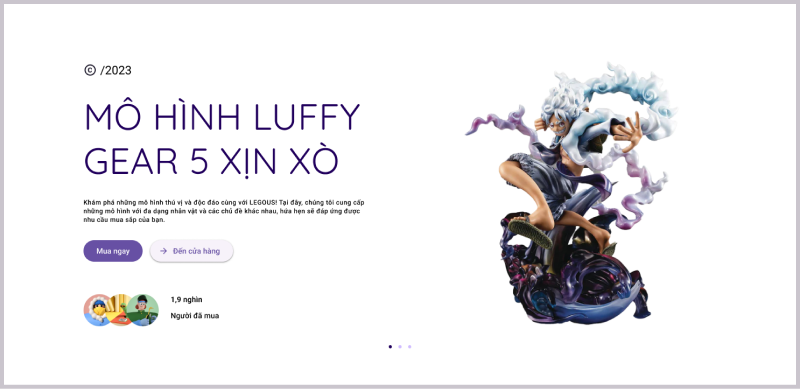 © /2023
MÔ HÌNH LUFFY
GEAR 5 XỊN XÒ
Khám phá những mô hình thú vị và độc đáo cùng với LEGOUS! Tại đây, chúng tôi cung cấp
những mô hình với đa dạng nhân vật và các chủ đề khác nhau, hứa hẹn sẽ đáp ứng được
nhu cầu mua sắp của bạn.
Mua ngay
Đến cửa hàng
1,9 nghìn
Người đã mua